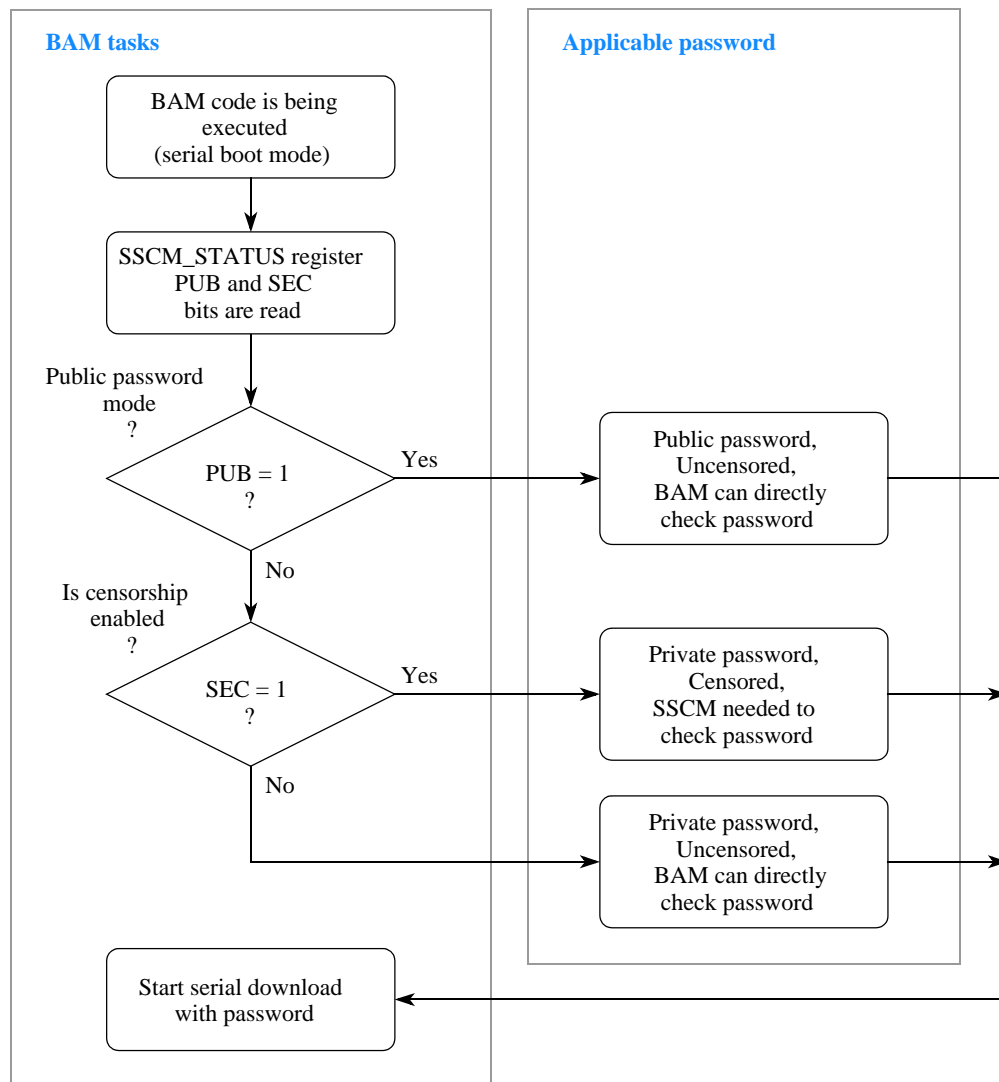 BAM tasks
Applicable password
BAM code is being
executed
(serial boot mode)
SSCM_STATUS register
PUB and SEC
bits are read
Public password
mode
?
PUB = 1
?
Yes
Public password,
Uncensored,
BAM can directly
check password
No
Is censorship
enabled
?
SEC = 1
?
Yes
Private password,
Censored,
SSCM needed to
check password
No
Private password,
Uncensored,
BAM can directly
check password
Start serial download
with password